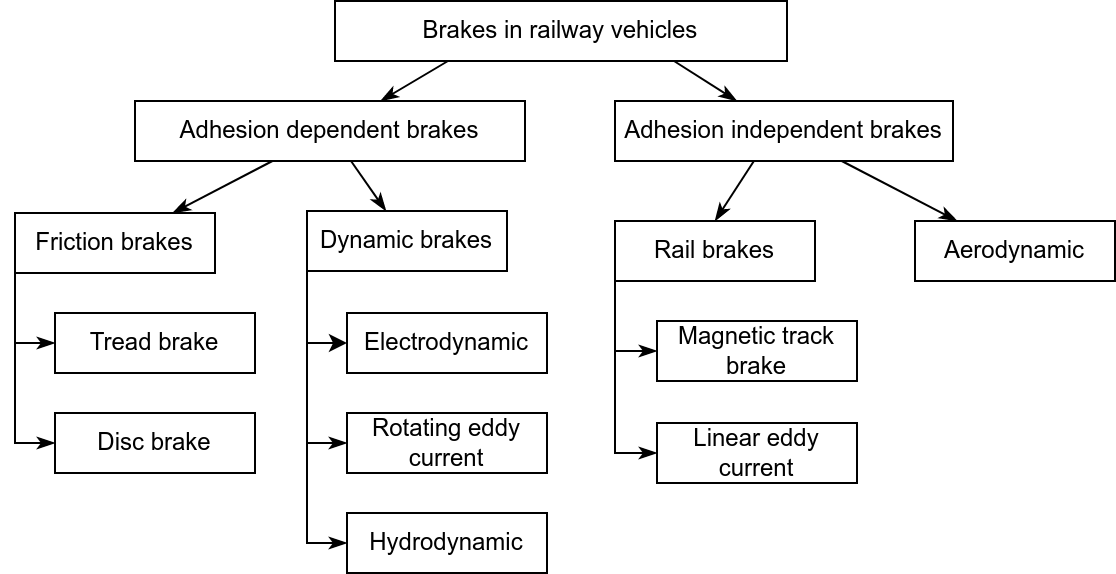 Brakes in railway vehicles
Adhesion dependent brakes
Adhesion independent brakes
Friction brakes
Dynamic brakes
Rail brakes
Aerodynamic
Tread brake
Electrodynamic
Magnetic track
brake
Disc brake
Rotating eddy
current
Linear eddy
current
Hydrodynamic